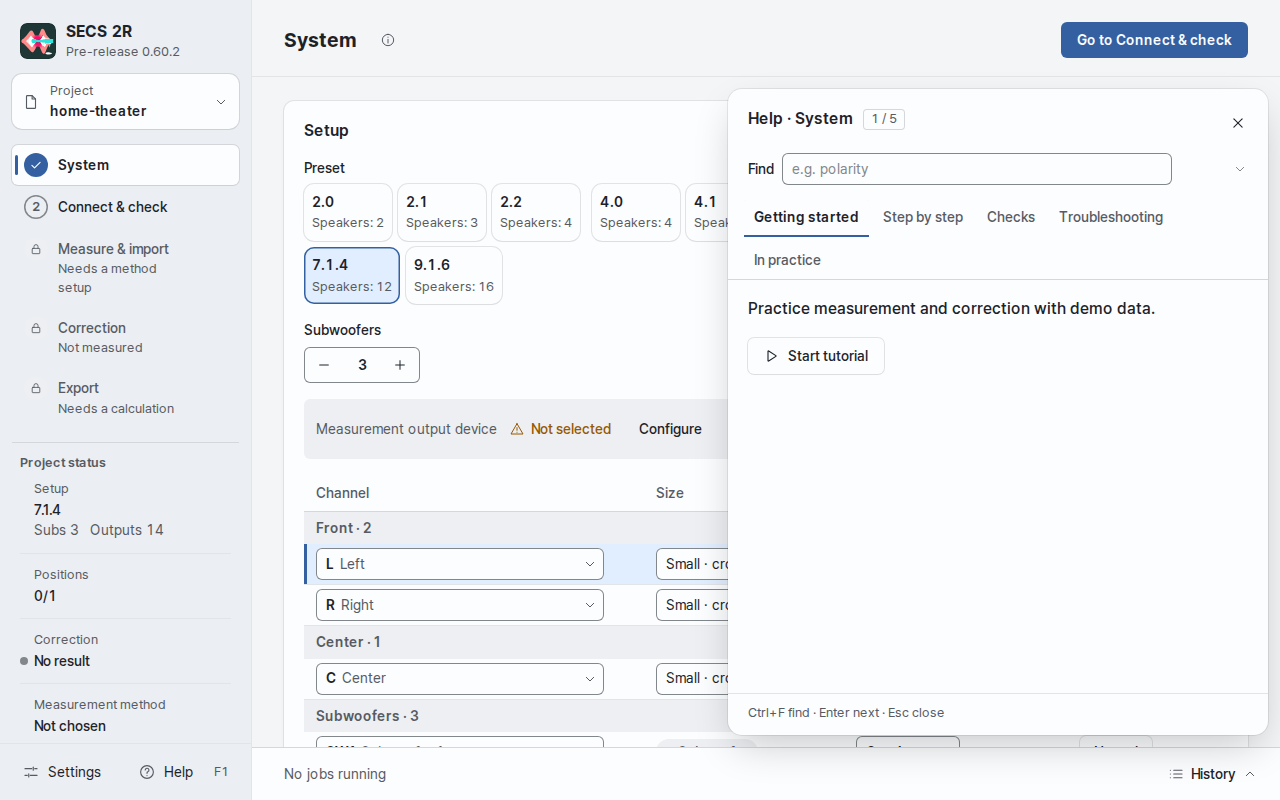 SECS 2R
Pre-release 0.60.2
Project
home-theater
System
2 Connect & check
Measure & import
Needs a method
setup
Correction
Not measured
Export
Needs a calculation
Project status
Setup
7.1.4
Subs 3 Outputs 14
Positions
0/1
Correction
No result
Measurement method
Not chosen
Settings
Help F1
System
Go to Connect & check
Setup
Preset
2.0
Speakers: 2
2.1
Speakers: 3
2.2
Speakers: 4
4.0
Speakers: 4
4.1
Speakers:
7.1.4
Speakers: 12
9.1.6
Speakers: 16
Subwoofers
3
Measurement output device Not selected Configure
Channel Size
Front · 2
L Left Small · cro
R Right Small · cro
Center · 1
C Center Small · cro
Subwoofers · 3
Help · System 1 / 5
Find e.g. polarity
Getting started Step by step Checks Troubleshooting
In practice
Practice measurement and correction with demo data.
Start tutorial
Ctrl+F find · Enter next · Esc close
No jobs running
History